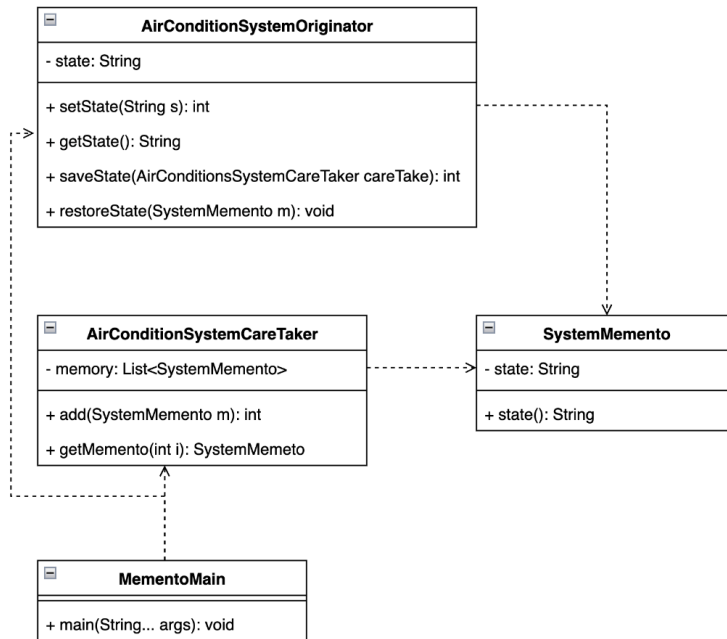 AirConditionSystemOriginator
- state: String
+ setState(String s): int
+ getState(): String
+ saveState(AirConditionsSystemCareTaker careTake): int
+ restoreState(SystemMemento m): void
AirConditionSystemCareTaker
- memory: List<SystemMemento>
+ add(SystemMemento m): int
+ getMemento(int i): SystemMemeto
SystemMemento
- state: String
+ state(): String
MementoMain
+ main(String... args): void